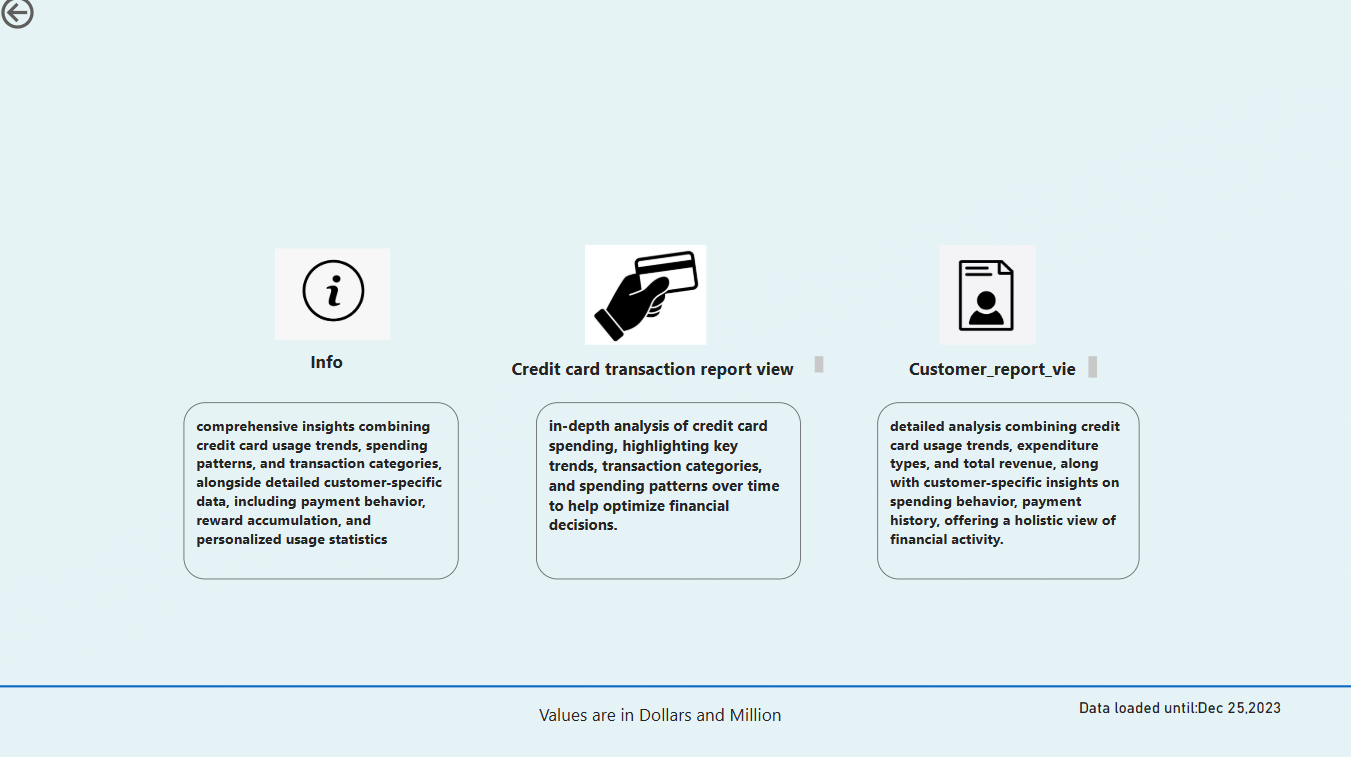 Info
Credit card transaction report view
Customer_report_vie
comprehensive insights combining
credit card usage trends, spending
patterns, and transaction categories,
alongside detailed customer-specific
data, including payment behavior,
reward accumulation, and
personalized usage statistics
in-depth analysis of credit card
spending, highlighting key
trends, transaction categories,
and spending patterns over time
to help optimize financial
decisions.
detailed analysis combining credit
card usage trends, expenditure
types, and total revenue, along
with customer-specific insights on
spending behavior, payment
history, offering a holistic view of
financial activity.
Values are in Dollars and Million
Data loaded until:Dec 25,2023